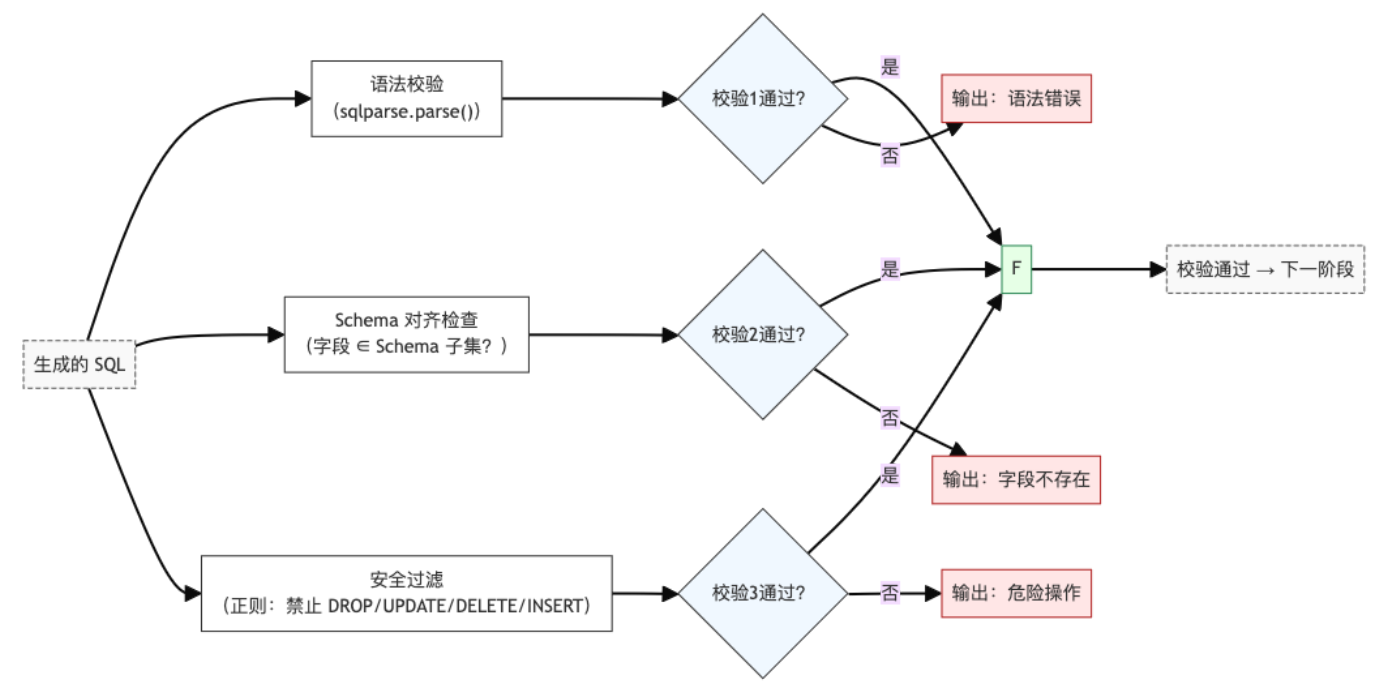 语法校验
(sqlparse.parse())
校验1通过?
是
输出：语法错误
否
生成的 SQL
Schema 对齐检查
(字段 ∈ Schema 子集? )
校验2通过?
是
F
校验通过 → 下一阶段
否
输出：字段不存在
安全过滤
(正则：禁止 DROP/UPDATE/DELETE/INSERT)
校验3通过?
是
否
输出：危险操作